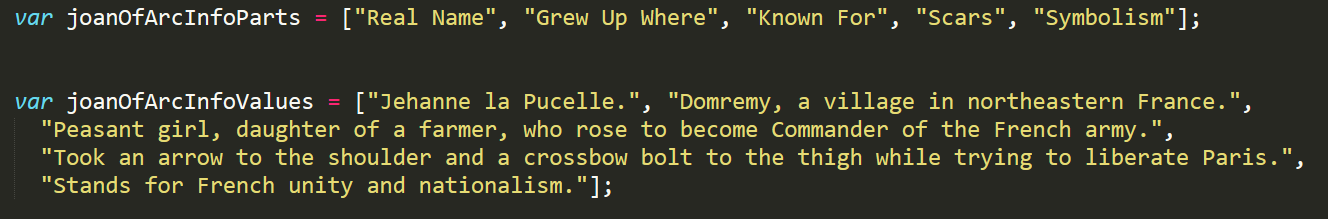 var joanOfArcInfoParts = ["Real Name", "Grew Up Where", "Known For", "Scars", "Symbolism"];
var joanOfArcInfoValues = ["Jehanne la Pucelle.", "Domremy, a village in northeastern France.",
"Peasant girl, daughter of a farmer, who rose to become Commander of the French army.",
"Took an arrow to the shoulder and a crossbow bolt to the thigh while trying to liberate Paris.",
"Stands for French unity and nationalism."];